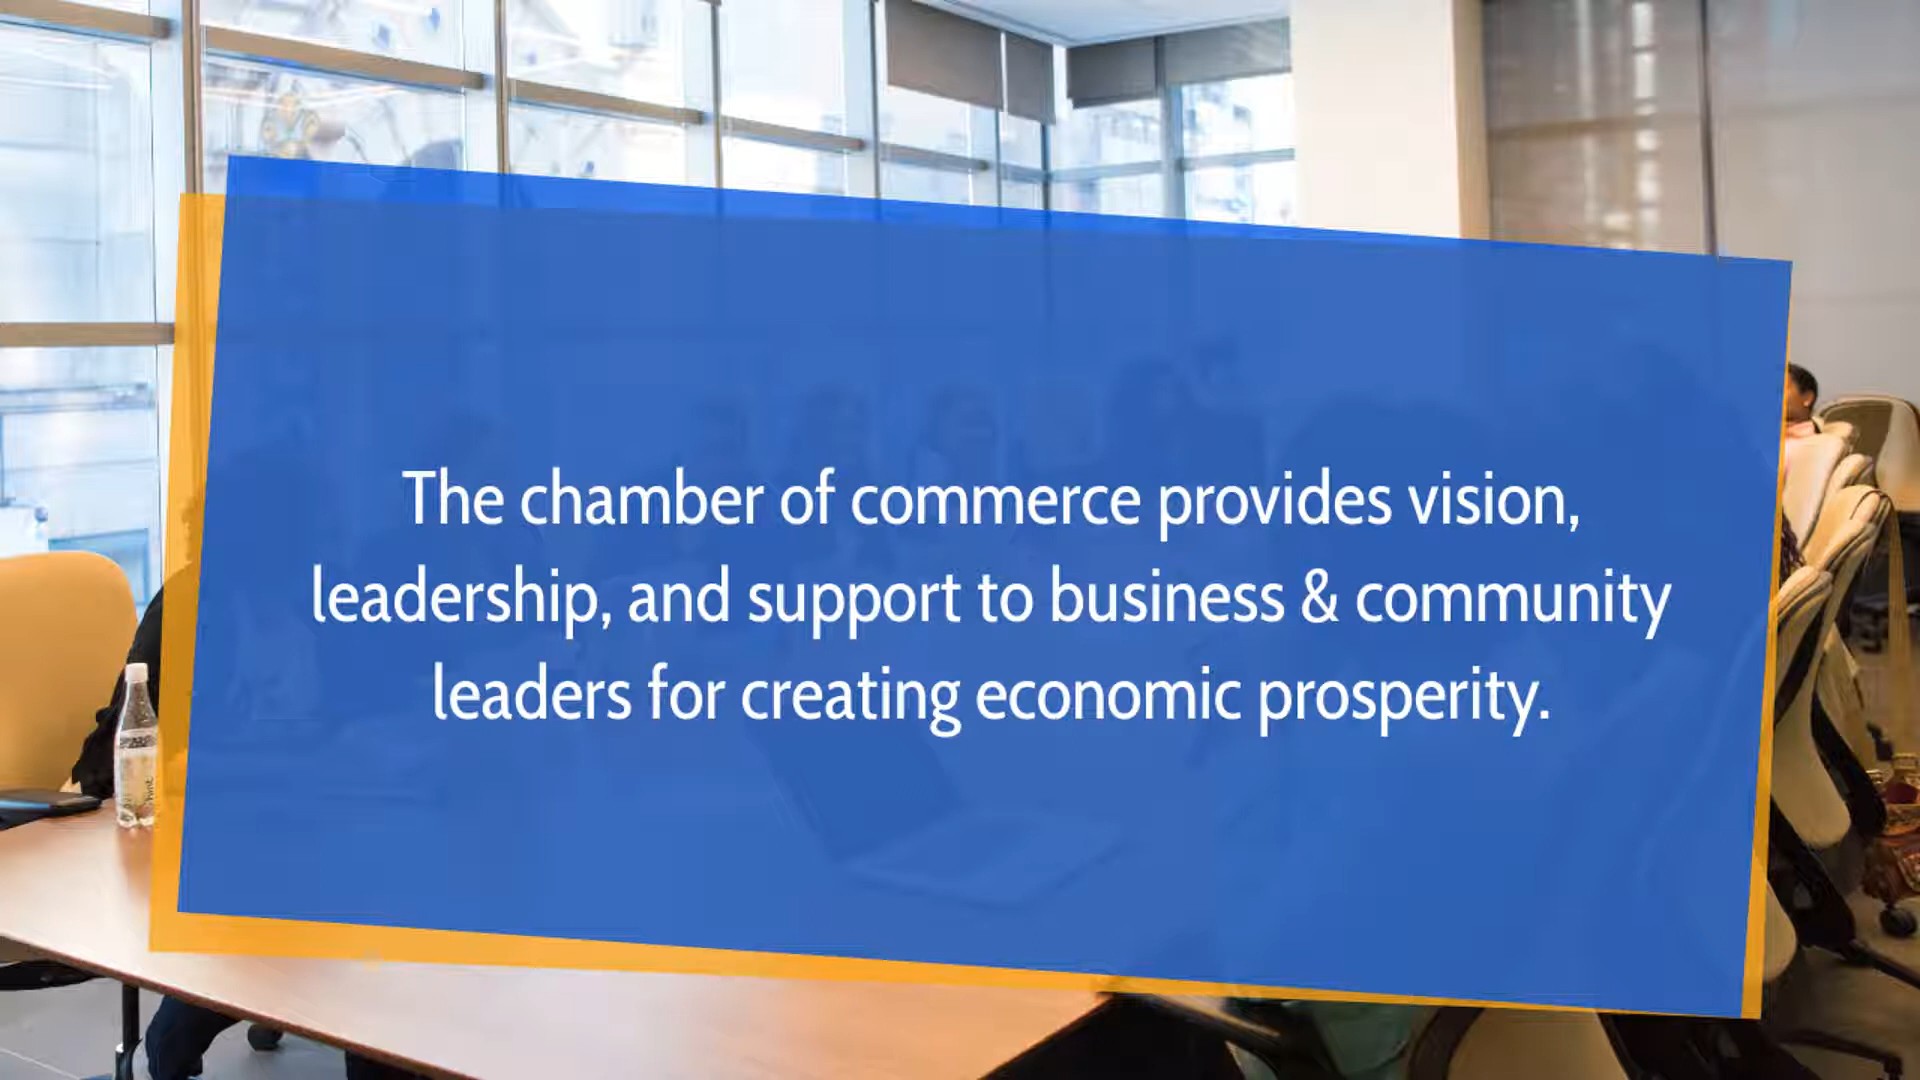 The chamber of commerce provides vision,
leadership, and support to business & community
leaders for creating economic prosperity.